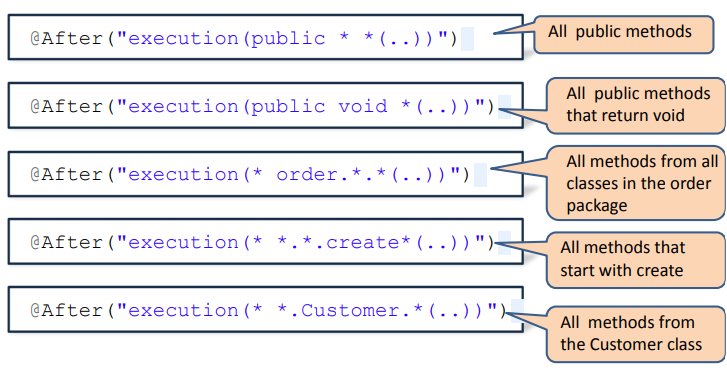 @After("execution(public * *(..))")
All public methods
@After("execution(public void *(..))")
All public methods
that return void
@After("execution(* order.*.*(..))")
All methods from all
classes in the order
package
@After("execution(* *.*.create*(..))")
All methods that
start with create
@After("execution(* *.Customer.*(..))")
All methods from
the Customer class